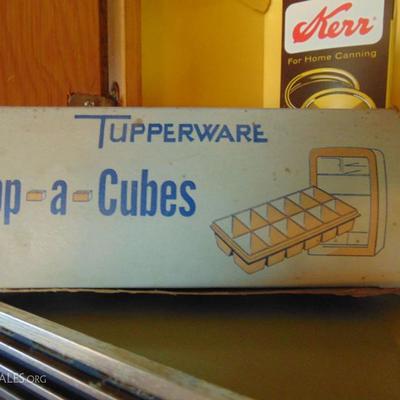 Kerr
For Home Canning
TUPPERWARE
-a-Cubes
ALES.ORG